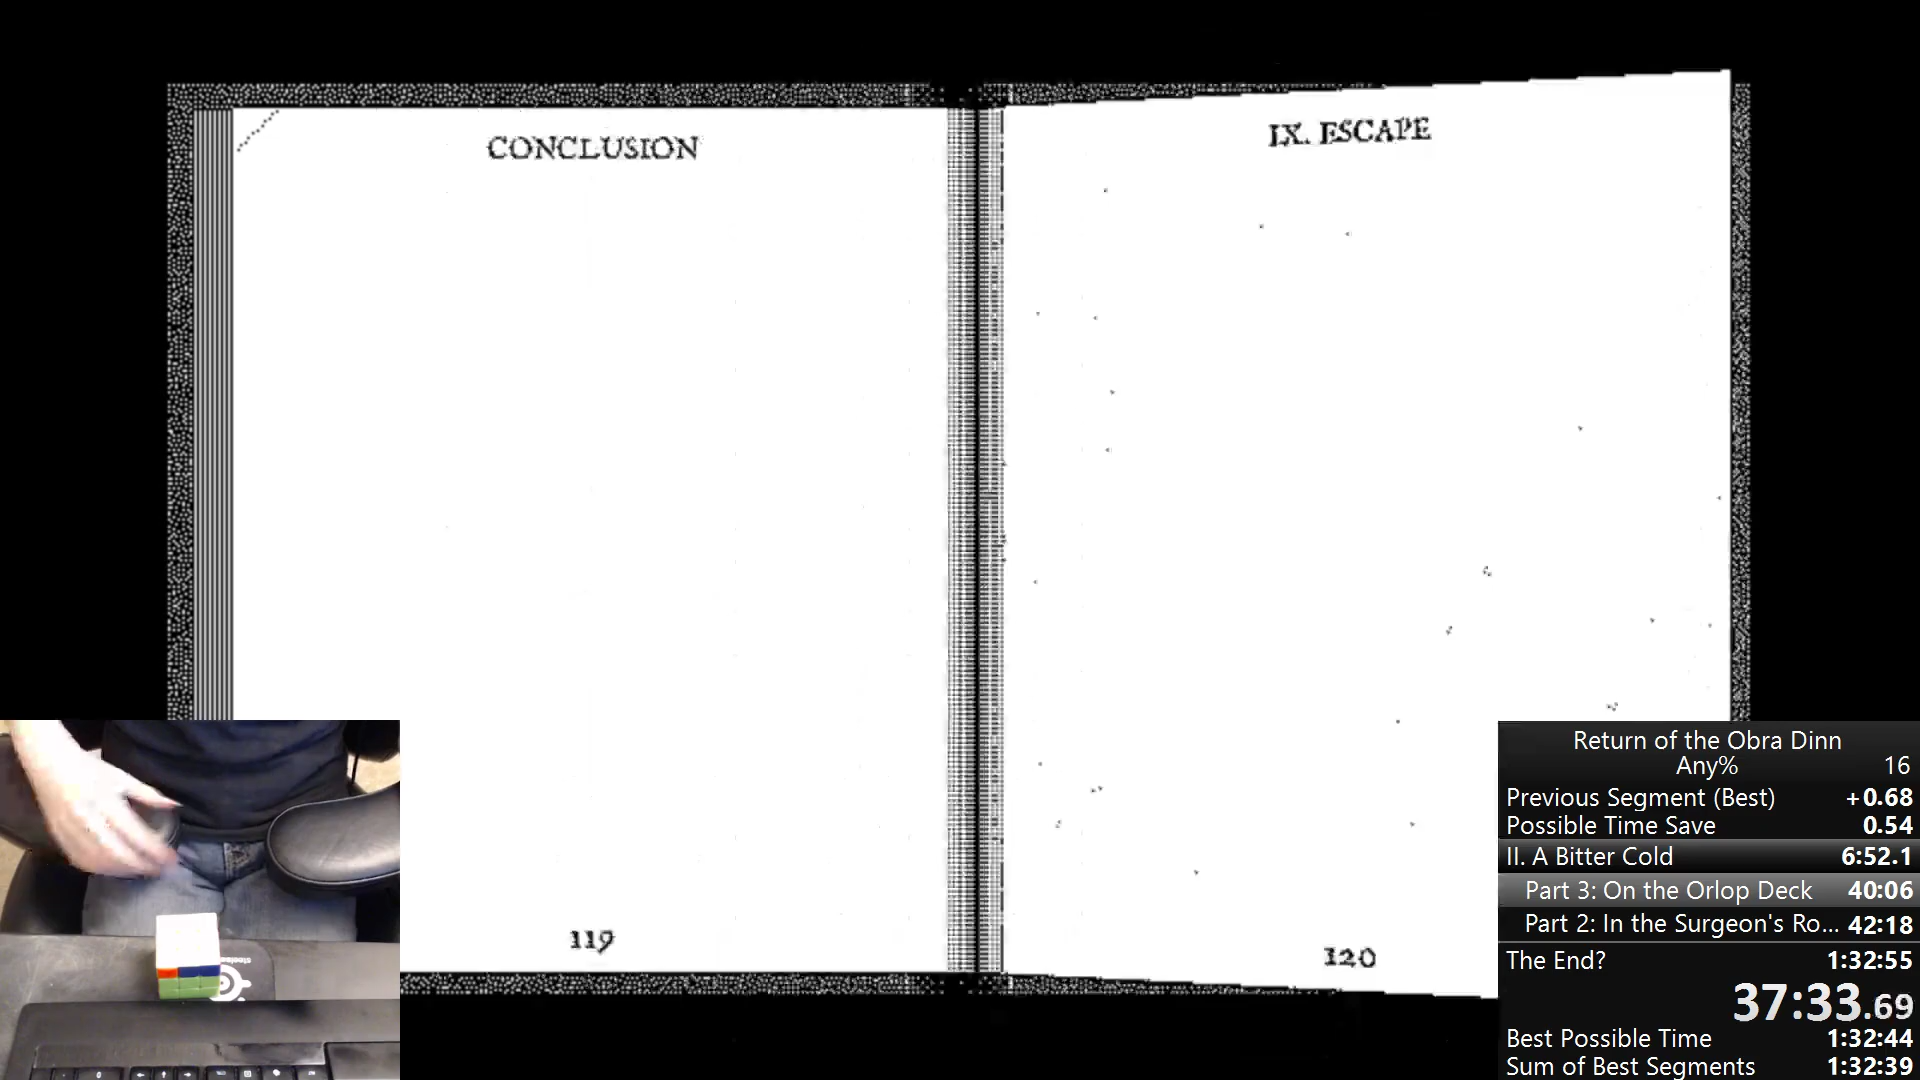 CONCLUSION
IX. ESCAPE
119
120
Return of the Obra Dinn
Any%
16
Previous Segment (Best) +0.68
Possible Time Save 0.54
II. A Bitter Cold 6:52.1
Part 3: On the Orlop Deck 40:06
Part 2: In the Surgeon's Ro... 42:18
The End? 1:32:55
37:33.69
Best Possible Time 1:32:44
Sum of Best Segments 1:32:39